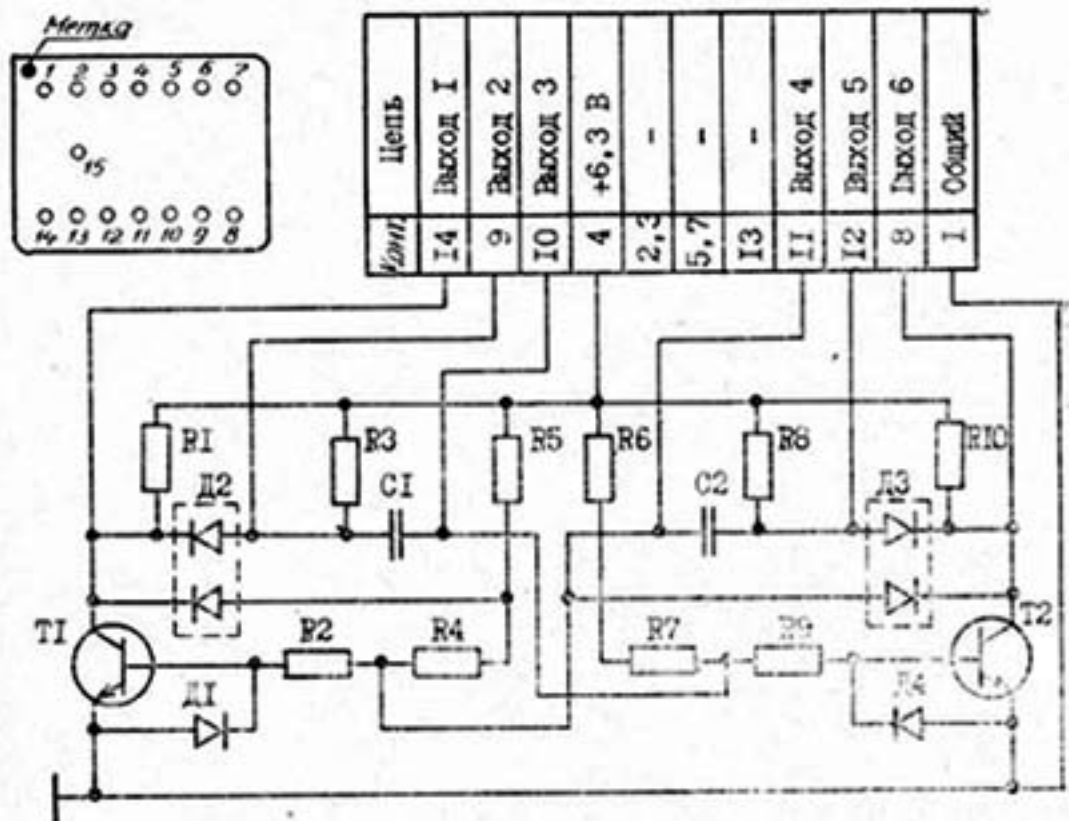 Метка
1 2 3 4 5 6 7
15
14 13 12 11 10 9 8
Конт. Цепь
14 Выход 1
9 Выход 2
10 Выход 3
4 +6,3 В
2,3 -
5,7 -
13 -
11 Выход 4
12 Выход 5
8 Выход 6
1 Общий
R1 R3 R5 R6 R8 R10
Д2 C1 C2 Д3
T1 R2 R4 R7 R9 T2
Д1 Д4